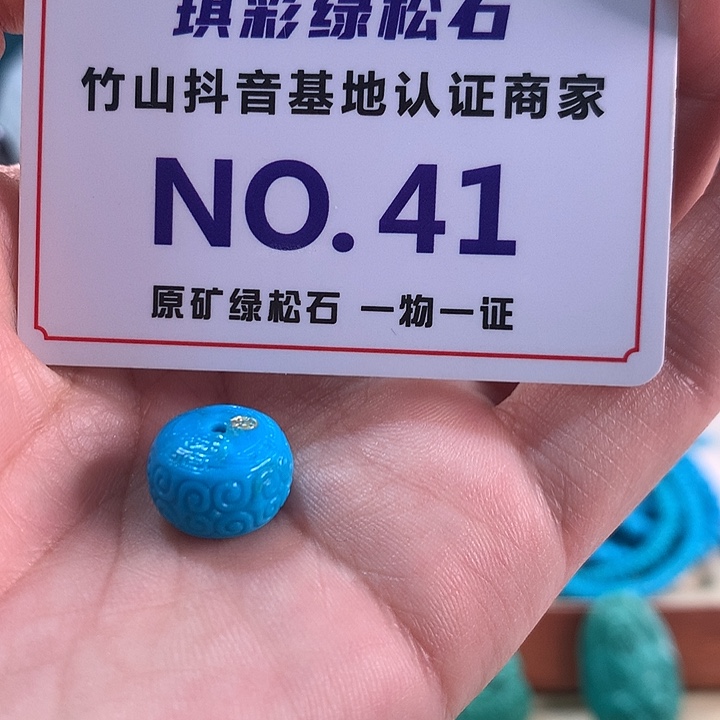 琪彩绿松石
竹山抖音基地认证商家
NO. 41
原矿绿松石 一物一证